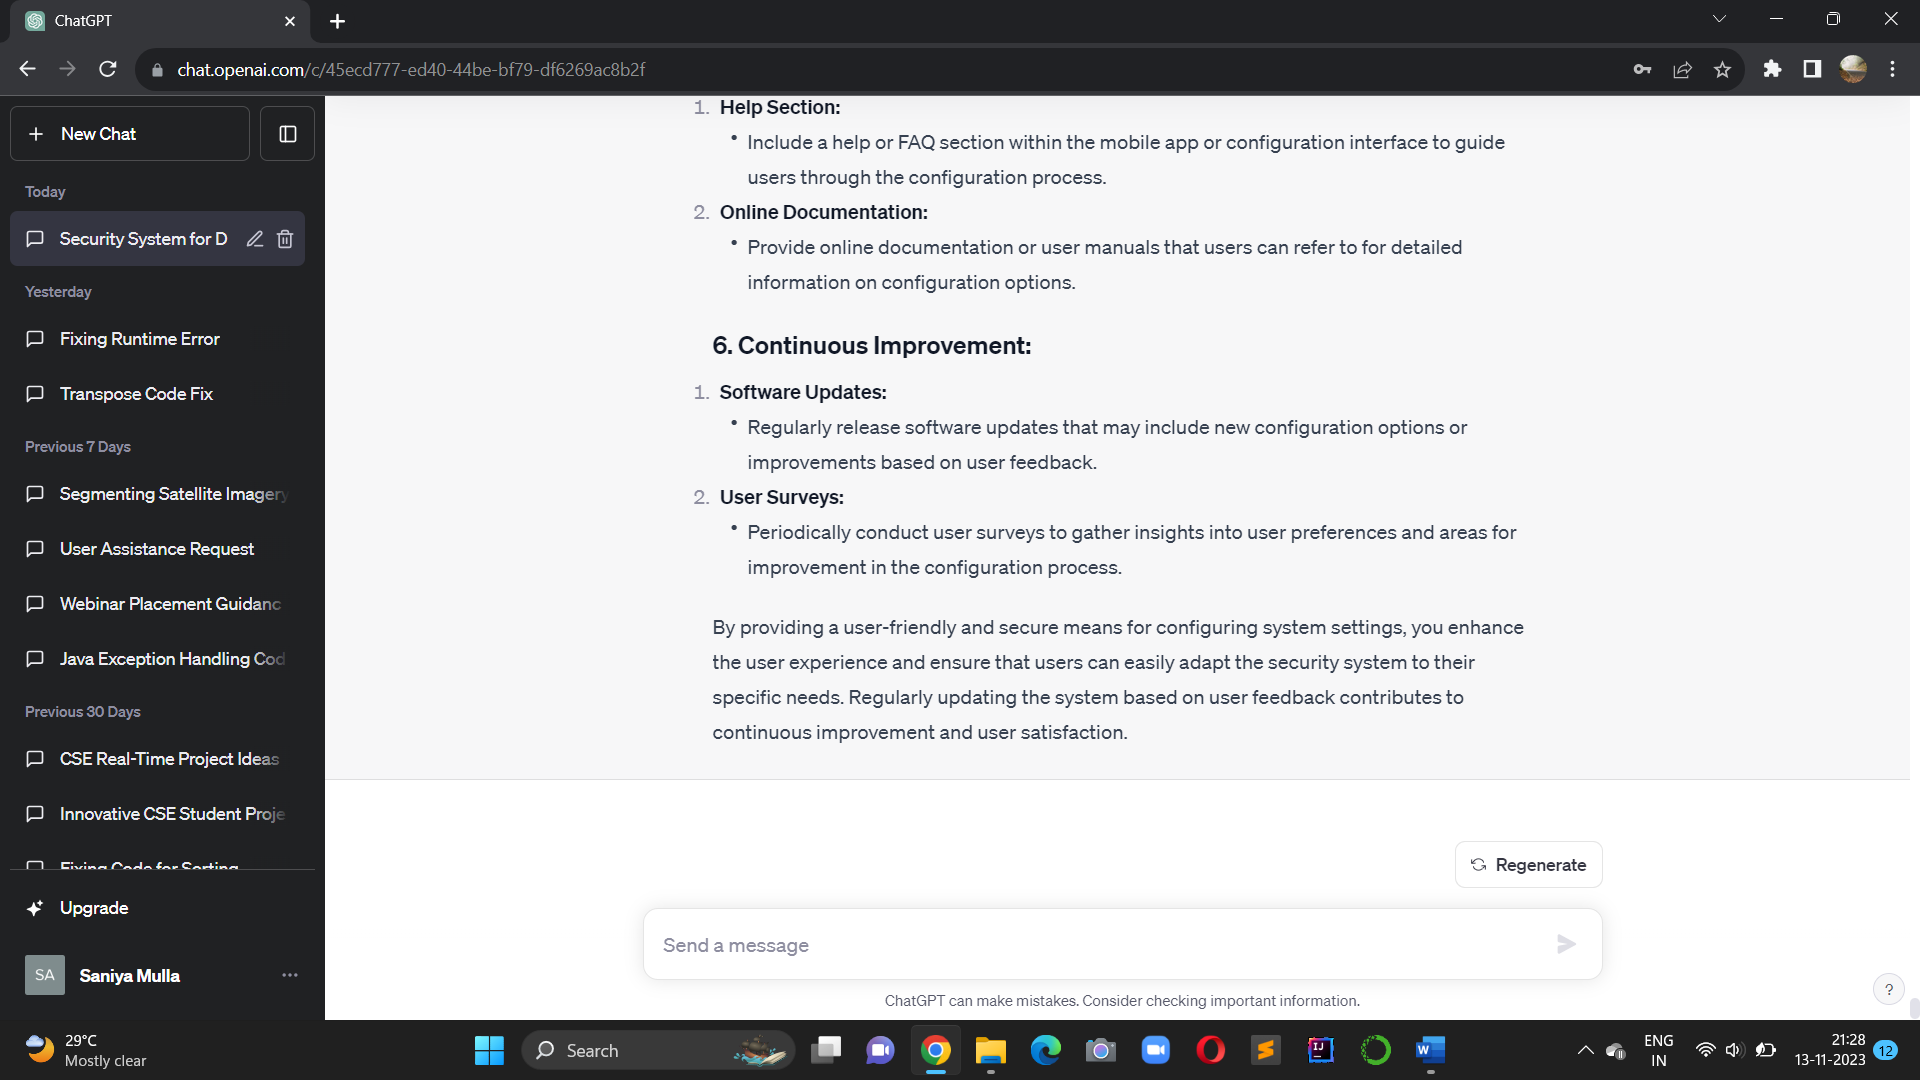 ChatGPT
chat.openai.com/c/45ecd777-ed40-44be-bf79-df6269ac8b2f
New Chat
Today
Security System for D
Yesterday
Fixing Runtime Error
Transpose Code Fix
Previous 7 Days
Segmenting Satellite Imagery
User Assistance Request
Webinar Placement Guidanc
Java Exception Handling Cod
Previous 30 Days
CSE Real-Time Project Ideas
Innovative CSE Student Proje
Fixing Code for Sorting
Upgrade
SA Saniya Mulla
1. Help Section:
• Include a help or FAQ section within the mobile app or configuration interface to guide
users through the configuration process.
2. Online Documentation:
• Provide online documentation or user manuals that users can refer to for detailed
information on configuration options.
6. Continuous Improvement:
1. Software Updates:
• Regularly release software updates that may include new configuration options or
improvements based on user feedback.
2. User Surveys:
• Periodically conduct user surveys to gather insights into user preferences and areas for
improvement in the configuration process.
By providing a user-friendly and secure means for configuring system settings, you enhance
the user experience and ensure that users can easily adapt the security system to their
specific needs. Regularly updating the system based on user feedback contributes to
continuous improvement and user satisfaction.
Regenerate
Send a message
ChatGPT can make mistakes. Consider checking important information.
?
29°C
Mostly clear
Search
IJ
W
ENG
IN
21:28
13-11-2023
12